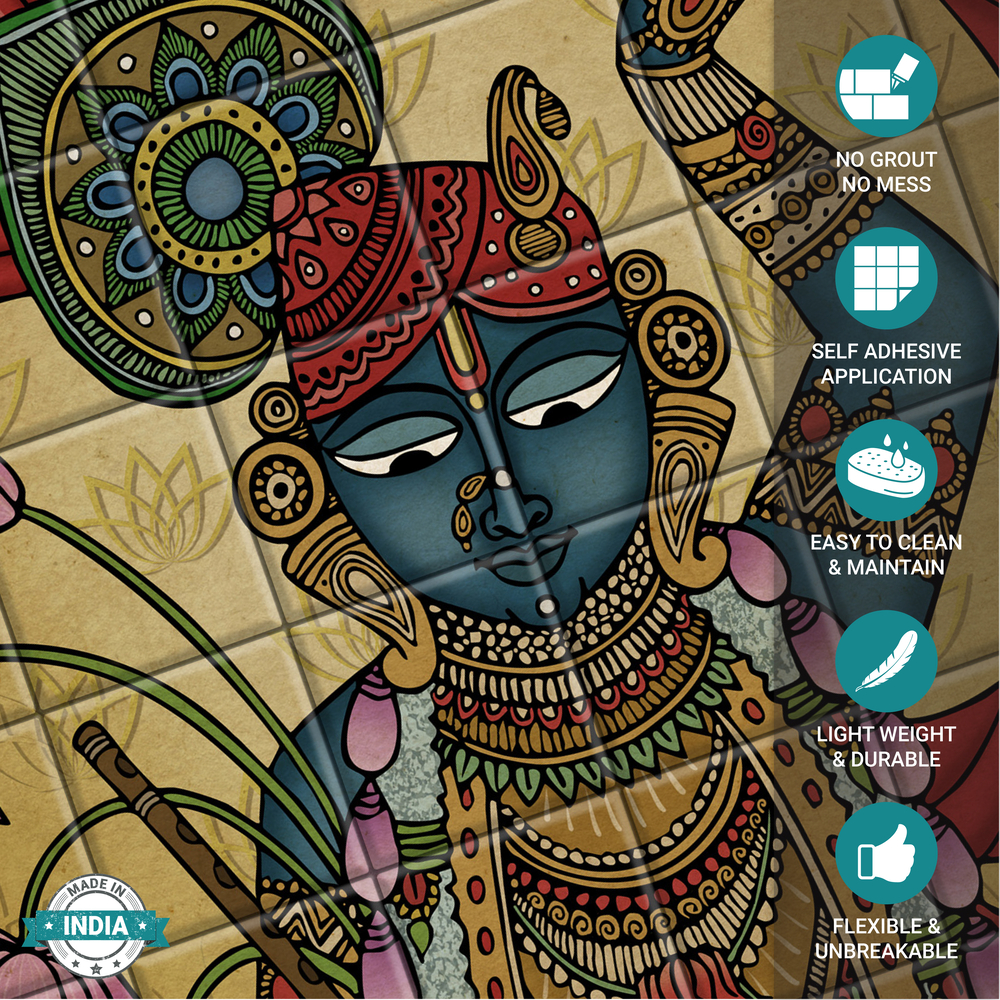 NO GROUT
NO MESS
SELF ADHESIVE
APPLICATION
EASY TO CLEAN
& MAINTAIN
LIGHT WEIGHT
& DURABLE
FLEXIBLE &
UNBREAKABLE
MADE IN
INDIA